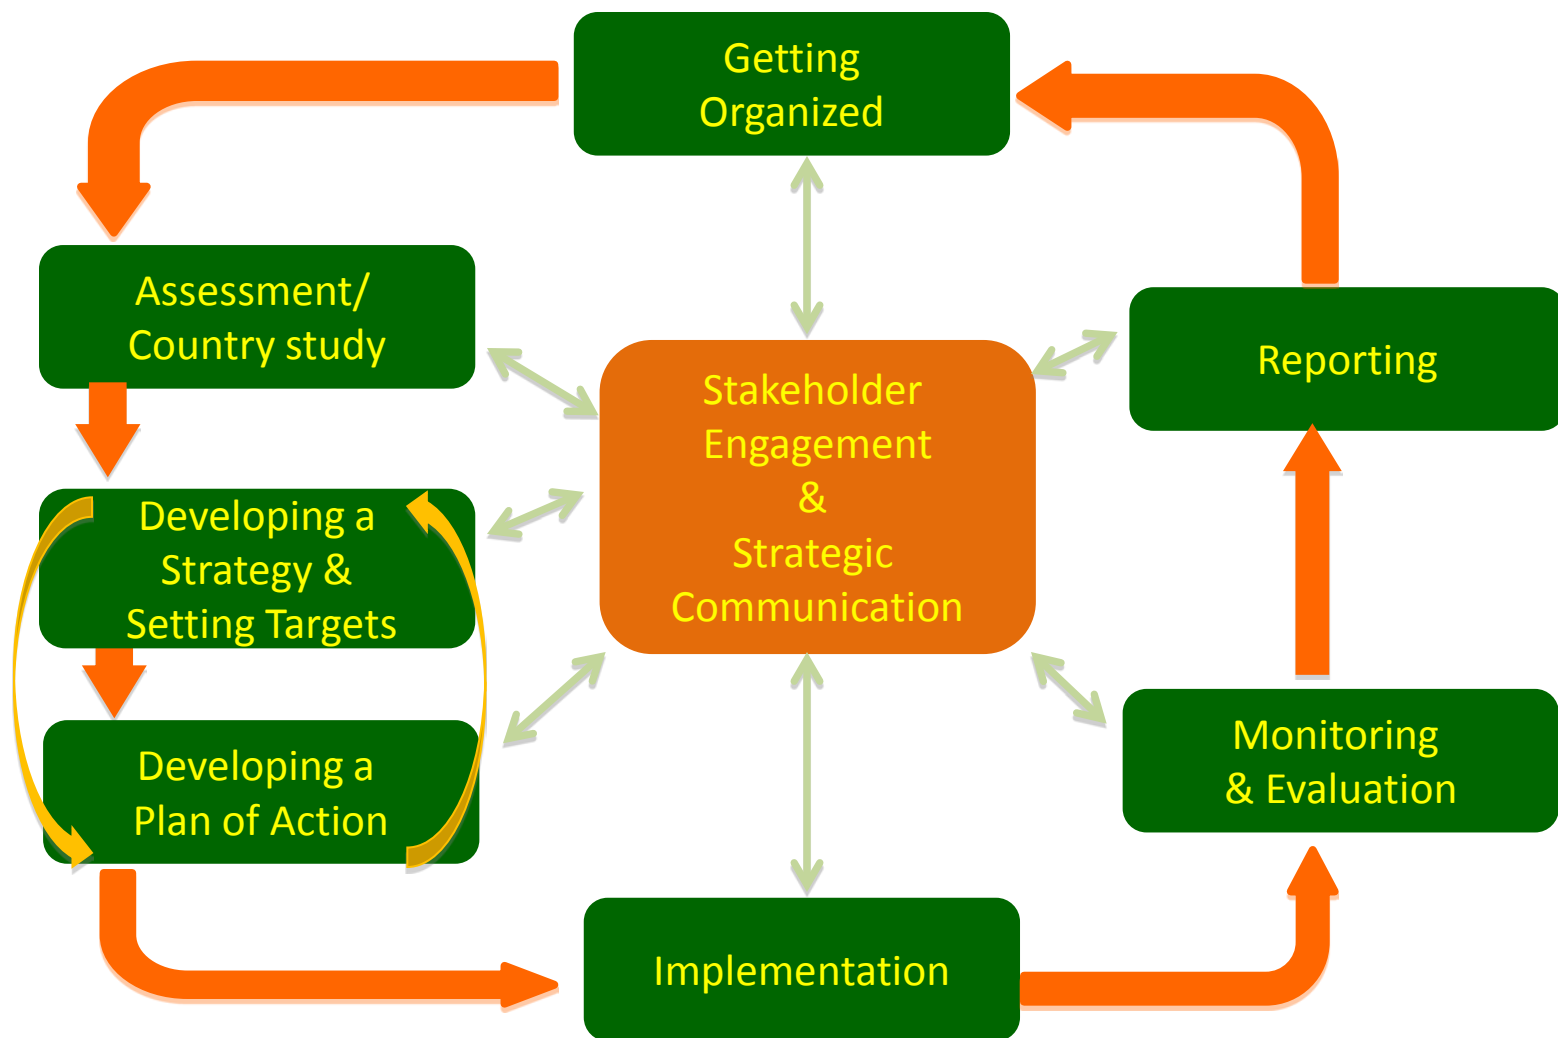 Getting
Organized
Assessment/
Country study
Developing a
Strategy &
Setting Targets
Developing a
Plan of Action
Stakeholder
Engagement
&
Strategic
Communication
Reporting
Monitoring
& Evaluation
Implementation